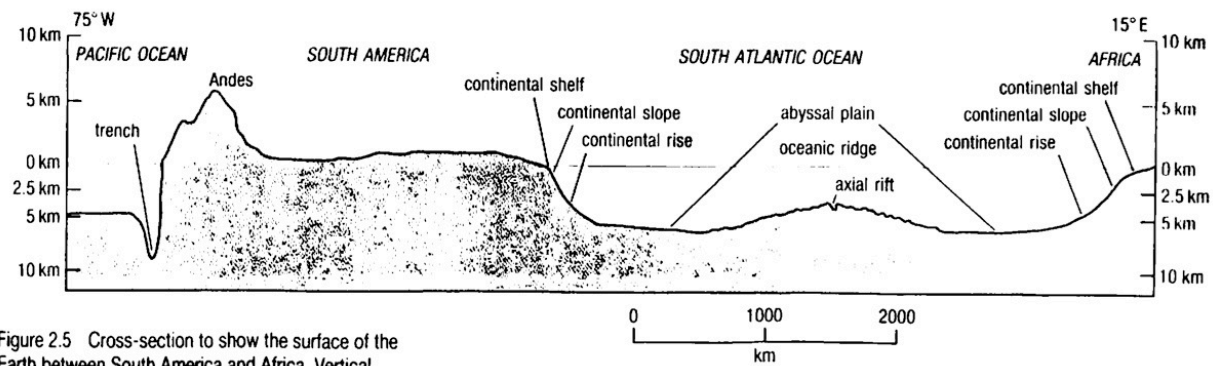 75° W
15° E
10 km
10 km
PACIFIC OCEAN
SOUTH AMERICA
SOUTH ATLANTIC OCEAN
AFRICA
Andes
continental shelf
continental shelf
5 km
continental slope
abyssal plain
continental slope
5 km
trench
continental rise
oceanic ridge
continental rise
0 km
0 km
axial rift
2.5 km
2.5 km
5 km
5 km
10 km
10 km
0 1000 2000
km
Figure 2.5 Cross-section to show the surface of the
Earth between South America and Africa. Vertical